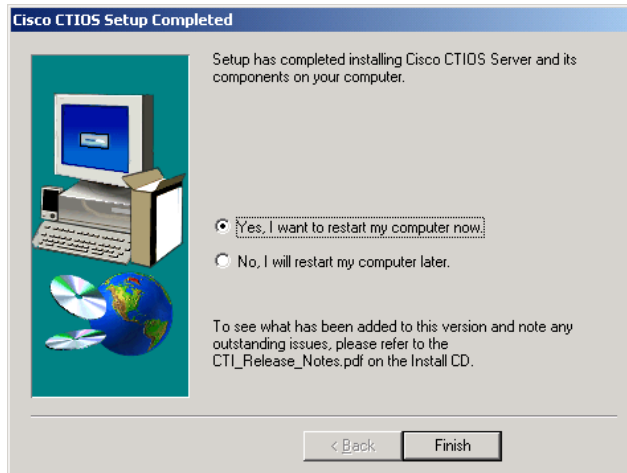 Cisco CTIOS Setup Completed
Setup has completed installing Cisco CTIOS Server and its
components on your computer.
Yes, I want to restart my computer now.
No, I will restart my computer later.
To see what has been added to this version and note any
outstanding issues, please refer to the
CTI_Release_Notes.pdf on the Install CD.
< Back
Finish